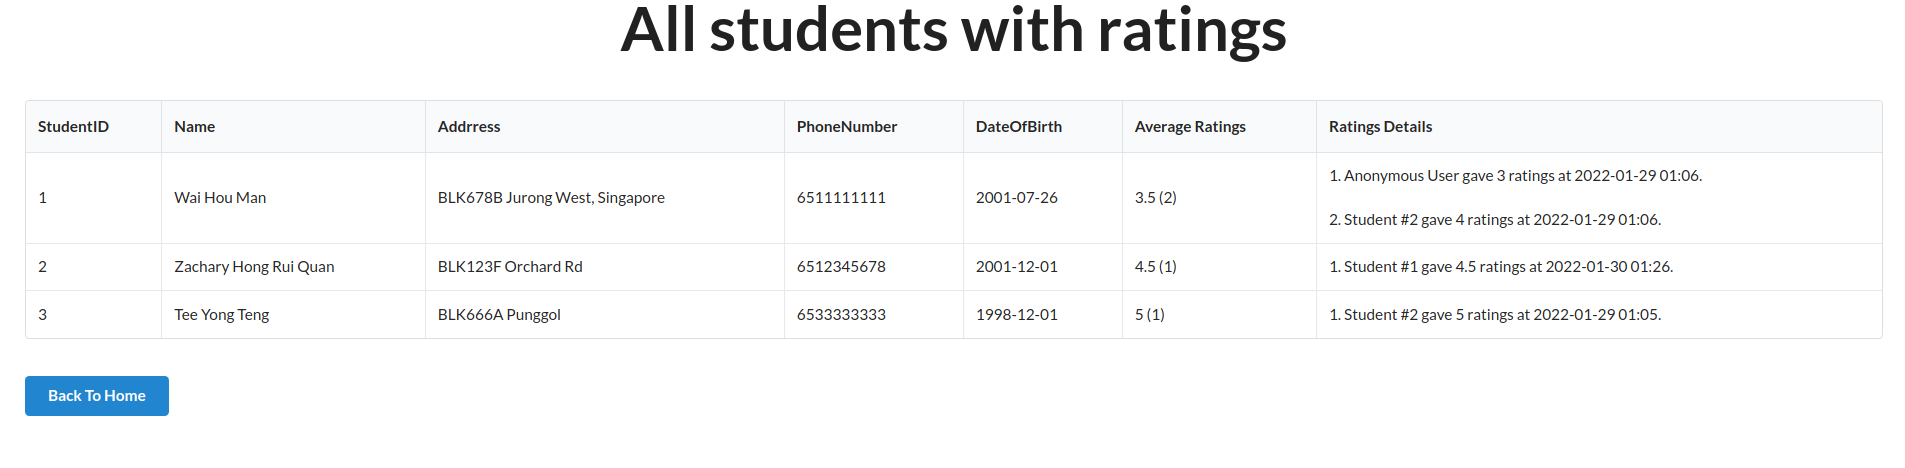 All students with ratings
StudentID Name Addrress PhoneNumber DateOfBirth Average Ratings Ratings Details
1 Wai Hou Man BLK678B Jurong West, Singapore 6511111111 2001-07-26 3.5 (2) 1. Anonymous User gave 3 ratings at 2022-01-29 01:06.
2. Student #2 gave 4 ratings at 2022-01-29 01:06.
2 Zachary Hong Rui Quan BLK123F Orchard Rd 6512345678 2001-12-01 4.5 (1) 1. Student #1 gave 4.5 ratings at 2022-01-30 01:26.
3 Tee Yong Teng BLK666A Punggol 6533333333 1998-12-01 5 (1) 1. Student #2 gave 5 ratings at 2022-01-29 01:05.
Back To Home